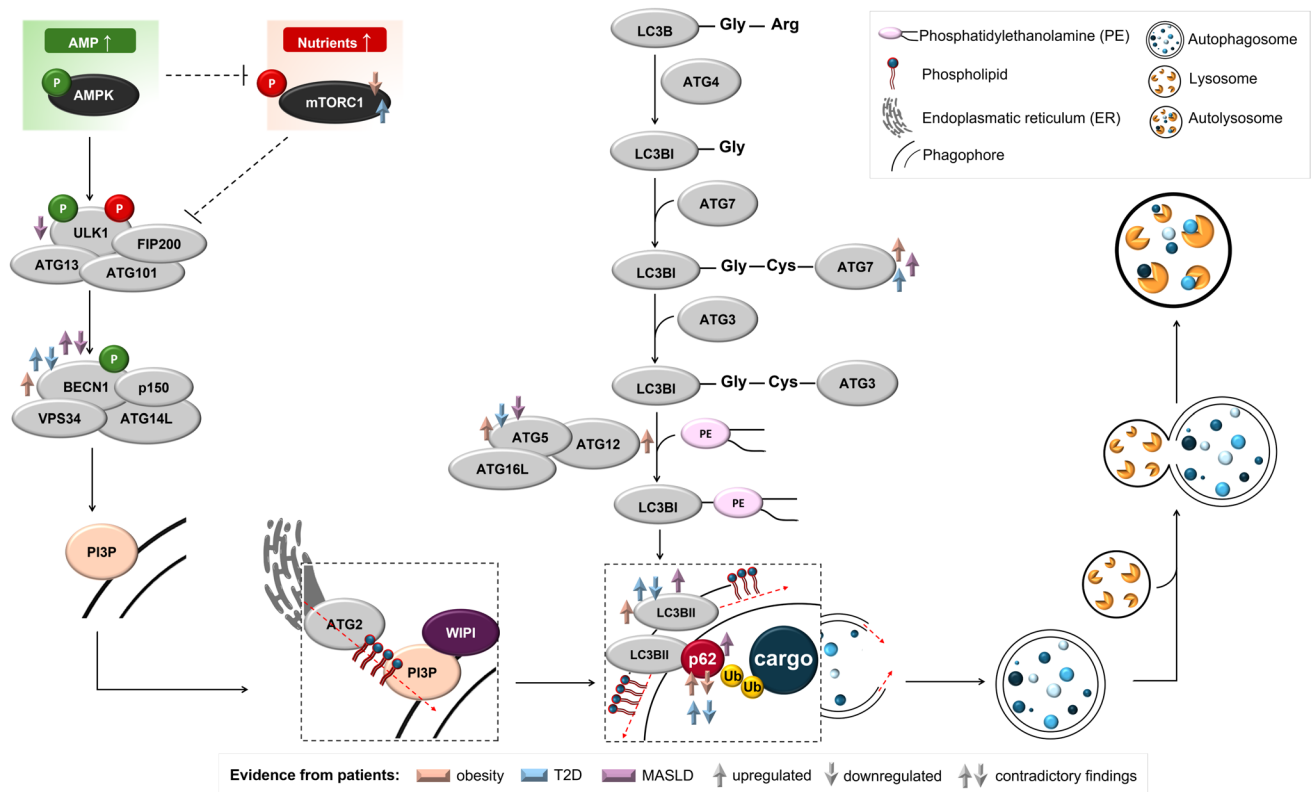 AMP ↑
P
AMPK
Nutrients ↑
P
mTORC1
P
P
ULK1
FIP200
ATG13
ATG101
P
BECN1
p150
VPS34
ATG14L
PI3P
ATG2
WIPI
PI3P
LC3B Gly Arg
ATG4
LC3BI Gly
ATG7
LC3BI Gly Cys ATG7
ATG3
LC3BI Gly Cys ATG3
ATG5
ATG12
ATG16L
PE
LC3BI PE
LC3BII
LC3BII
p62
Ub
Ub
cargo
Phosphatidylethanolamine (PE)
Phospholipid
Endoplasmatic reticulum (ER)
Phagophore
Autophagosome
Lysosome
Autolysosome
Evidence from patients: obesity T2D MASLD upregulated downregulated contradictory findings